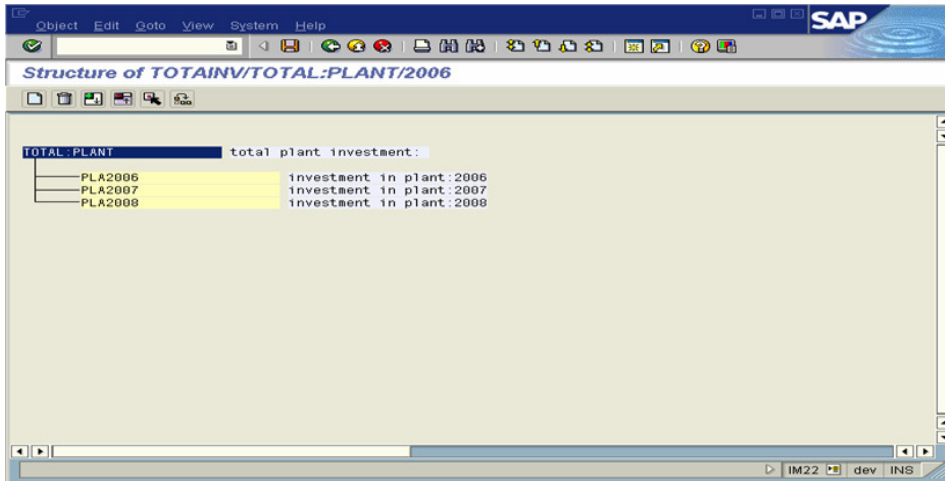 Object Edit Goto View System Help
SAP
Structure of TOTAINV/TOTAL:PLANT/2006
TOTAL:PLANT total plant investment:
PLA2006 investment in plant:2006
PLA2007 investment in plant:2007
PLA2008 investment in plant:2008
IM22 dev INS